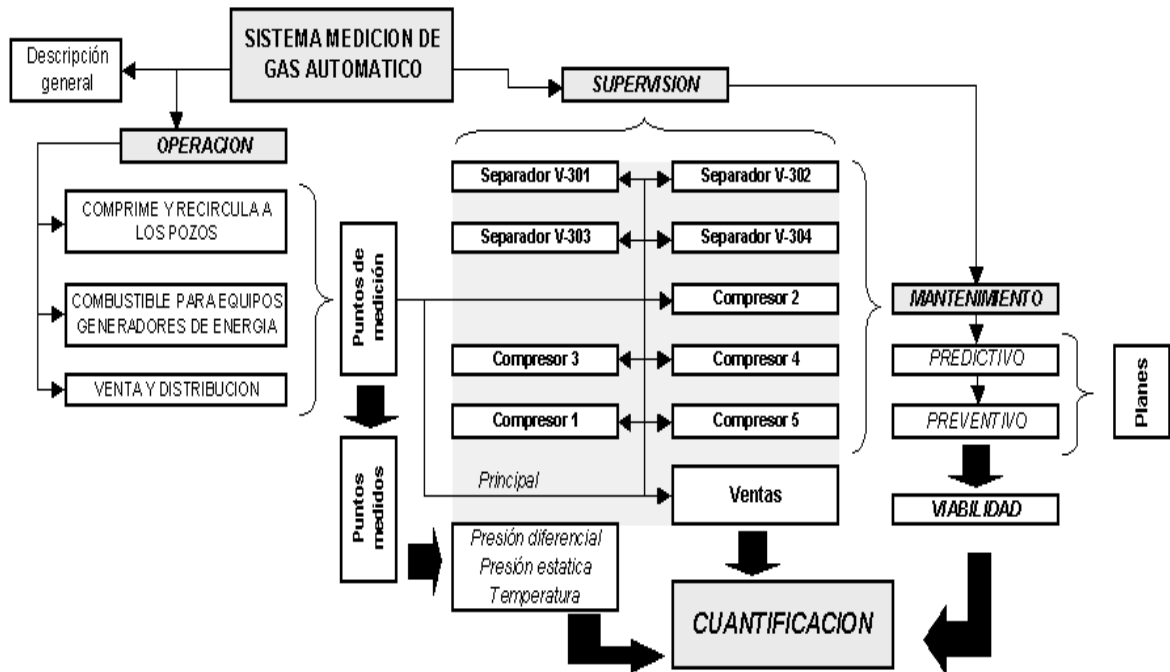 SISTEMA MEDICION DE
GAS AUTOMATICO
Descripción
general
SUPERVISION
OPERACION
COMPRIME Y RECIRCULA A
LOS POZOS
COMBUSTIBLE PARA EQUIPOS
GENERADORES DE ENERGIA
VENTA Y DISTRIBUCION
Puntos de
medición
Puntos
medidos
Separador V-301
Separador V-302
Separador V-303
Separador V-304
Compresor 2
Compresor 3
Compresor 4
Compresor 1
Compresor 5
Principal
Ventas
Presión diferencial
Presión estatica
Temperatura
MANTENIMIENTO
PREDICTIVO
PREVENTIVO
Planes
VIABILIDAD
CUANTIFICACION